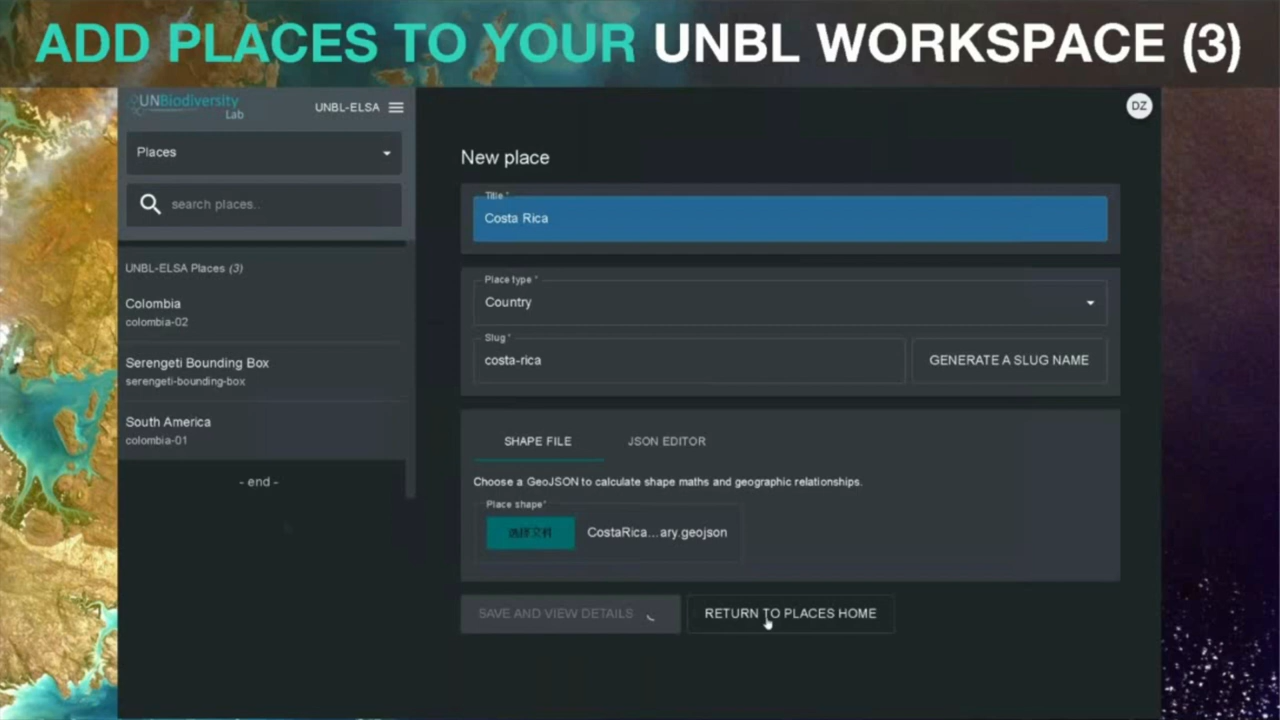 ADD PLACES TO YOUR UNBL WORKSPACE (3)
UNBiodiversity
Lab
UNBL-ELSA
DZ
Places
search places..
UNBL-ELSA Places (3)
Colombia
colombia-02
Serengeti Bounding Box
serengeti-bounding-box
South America
colombia-01
- end -
New place
Title *
Costa Rica
Place type *
Country
Slug *
costa-rica
GENERATE A SLUG NAME
SHAPE FILE
JSON EDITOR
Choose a GeoJSON to calculate shape maths and geographic relationships.
Place shape*
选择文件
CostaRica...ary.geojson
SAVE AND VIEW DETAILS
RETURN TO PLACES HOME